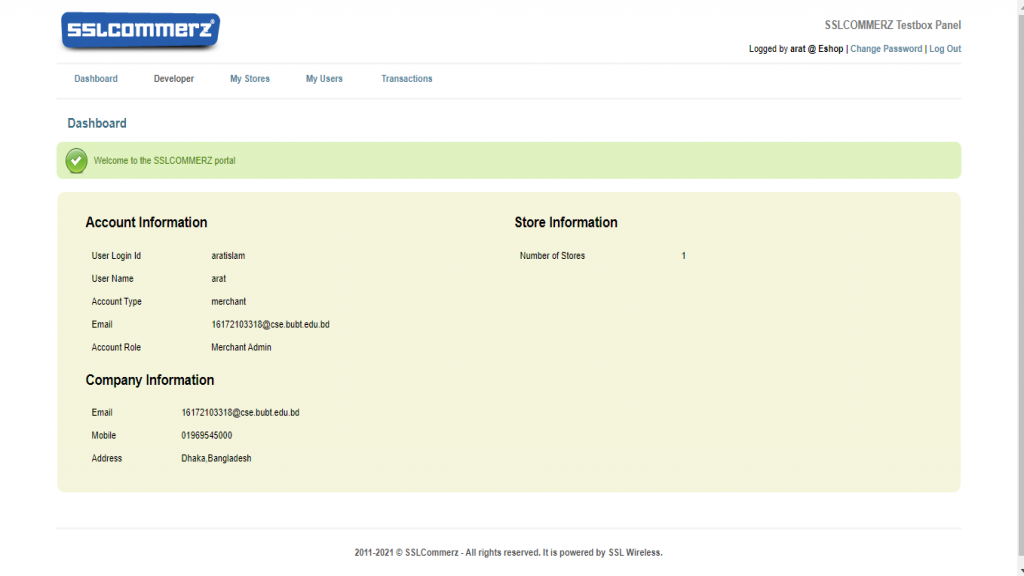 SSLCOMMERZ®
SSLCOMMERZ Testbox Panel
Logged by arat @ Eshop | Change Password | Log Out
Dashboard Developer My Stores My Users Transactions
Dashboard
Welcome to the SSLCOMMERZ portal
Account Information
User Login Id aratislam
User Name arat
Account Type merchant
Email 16172103318@cse.bubt.edu.bd
Account Role Merchant Admin
Company Information
Email 16172103318@cse.bubt.edu.bd
Mobile 01969545000
Address Dhaka,Bangladesh
Store Information
Number of Stores 1
2011-2021 © SSLCommerz - All rights reserved. It is powered by SSL Wireless.